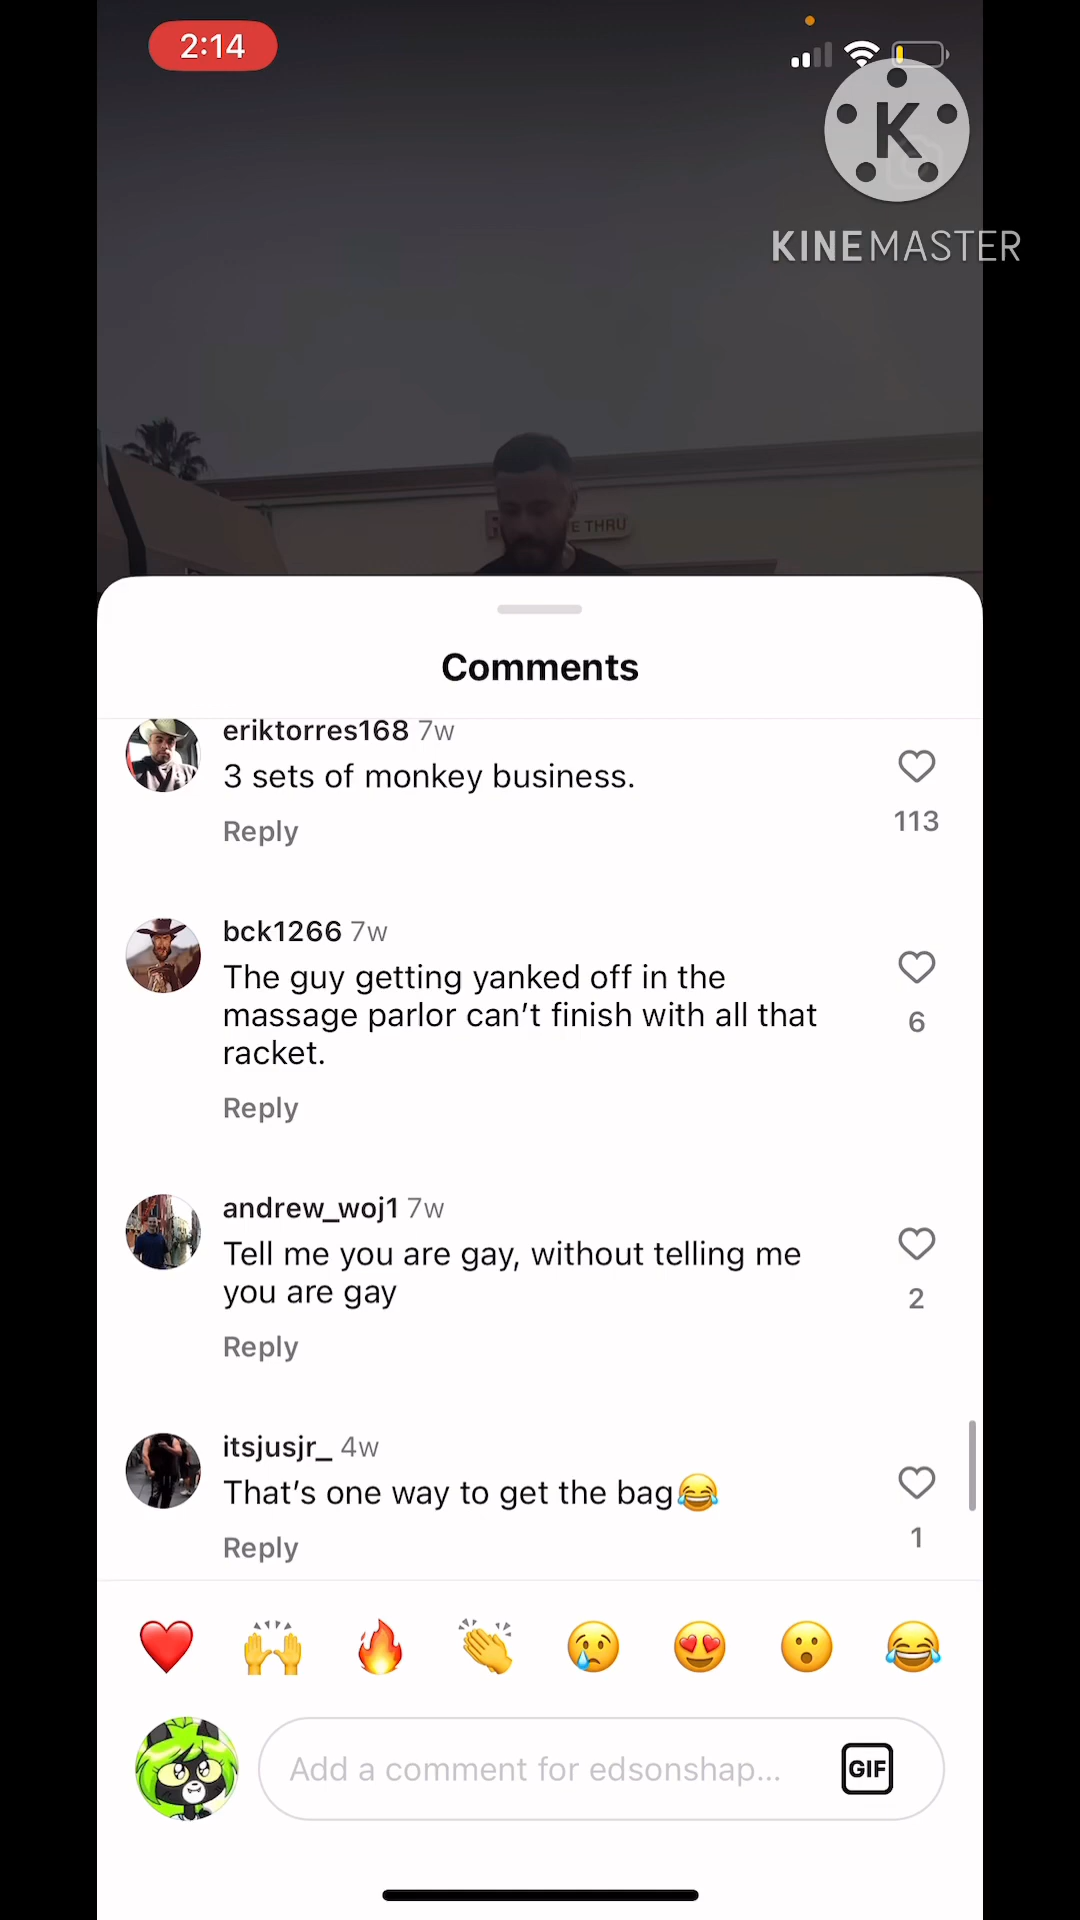 2:14
K
KINEMASTER
E THRU
Comments
eriktorres168 7w
3 sets of monkey business.
113
Reply
bck1266 7w
The guy getting yanked off in the
massage parlor can’t finish with all that
racket.
6
Reply
andrew_woj1 7w
Tell me you are gay, without telling me
you are gay
2
Reply
itsjusjr_ 4w
That’s one way to get the bag😂
1
Reply
Add a comment for edsonshap...
GIF